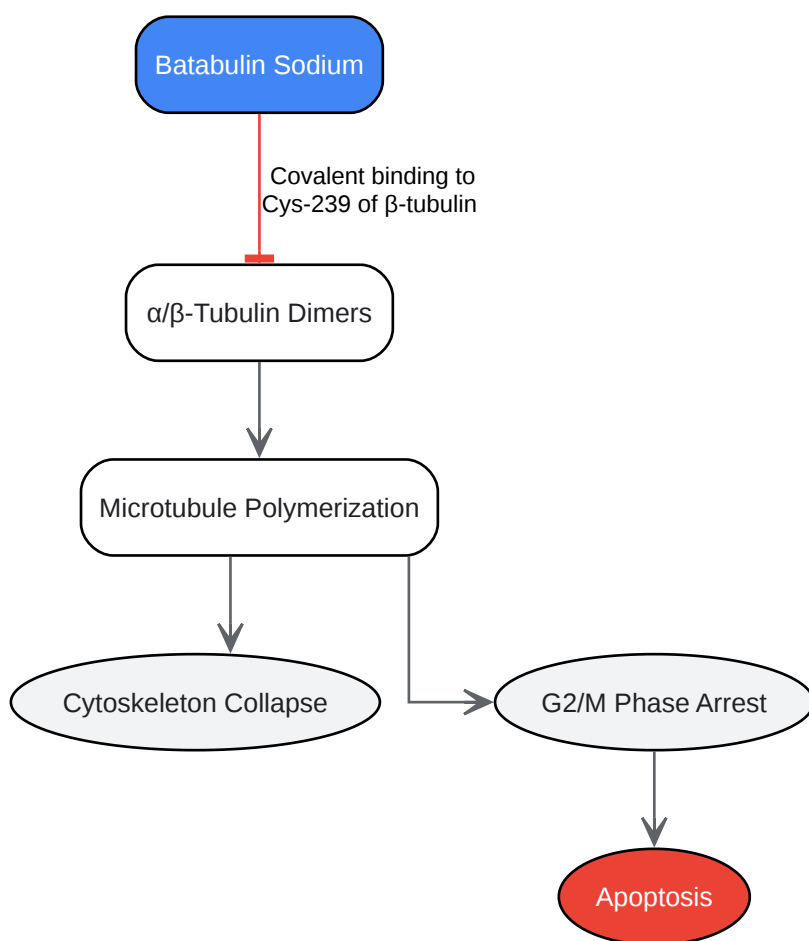 Batabulin Sodium
Covalent binding to
Cys-239 of β-tubulin
α/β-Tubulin Dimers
Microtubule Polymerization
Cytoskeleton Collapse
G2/M Phase Arrest
Apoptosis